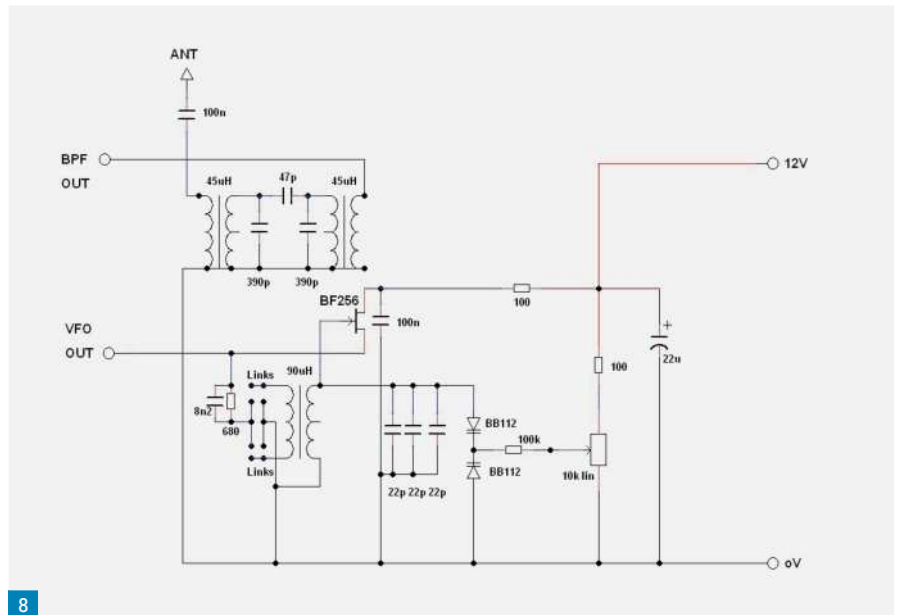 ANT
100n
BPF
OUT
12V
45uH
47p
45uH
390p
390p
BF256
100
100n
VFO
OUT
22u
+
100
Links
90uH
8n2
680
BB112
100k
Links
BB112
10k lin
22p 22p 22p
oV
8